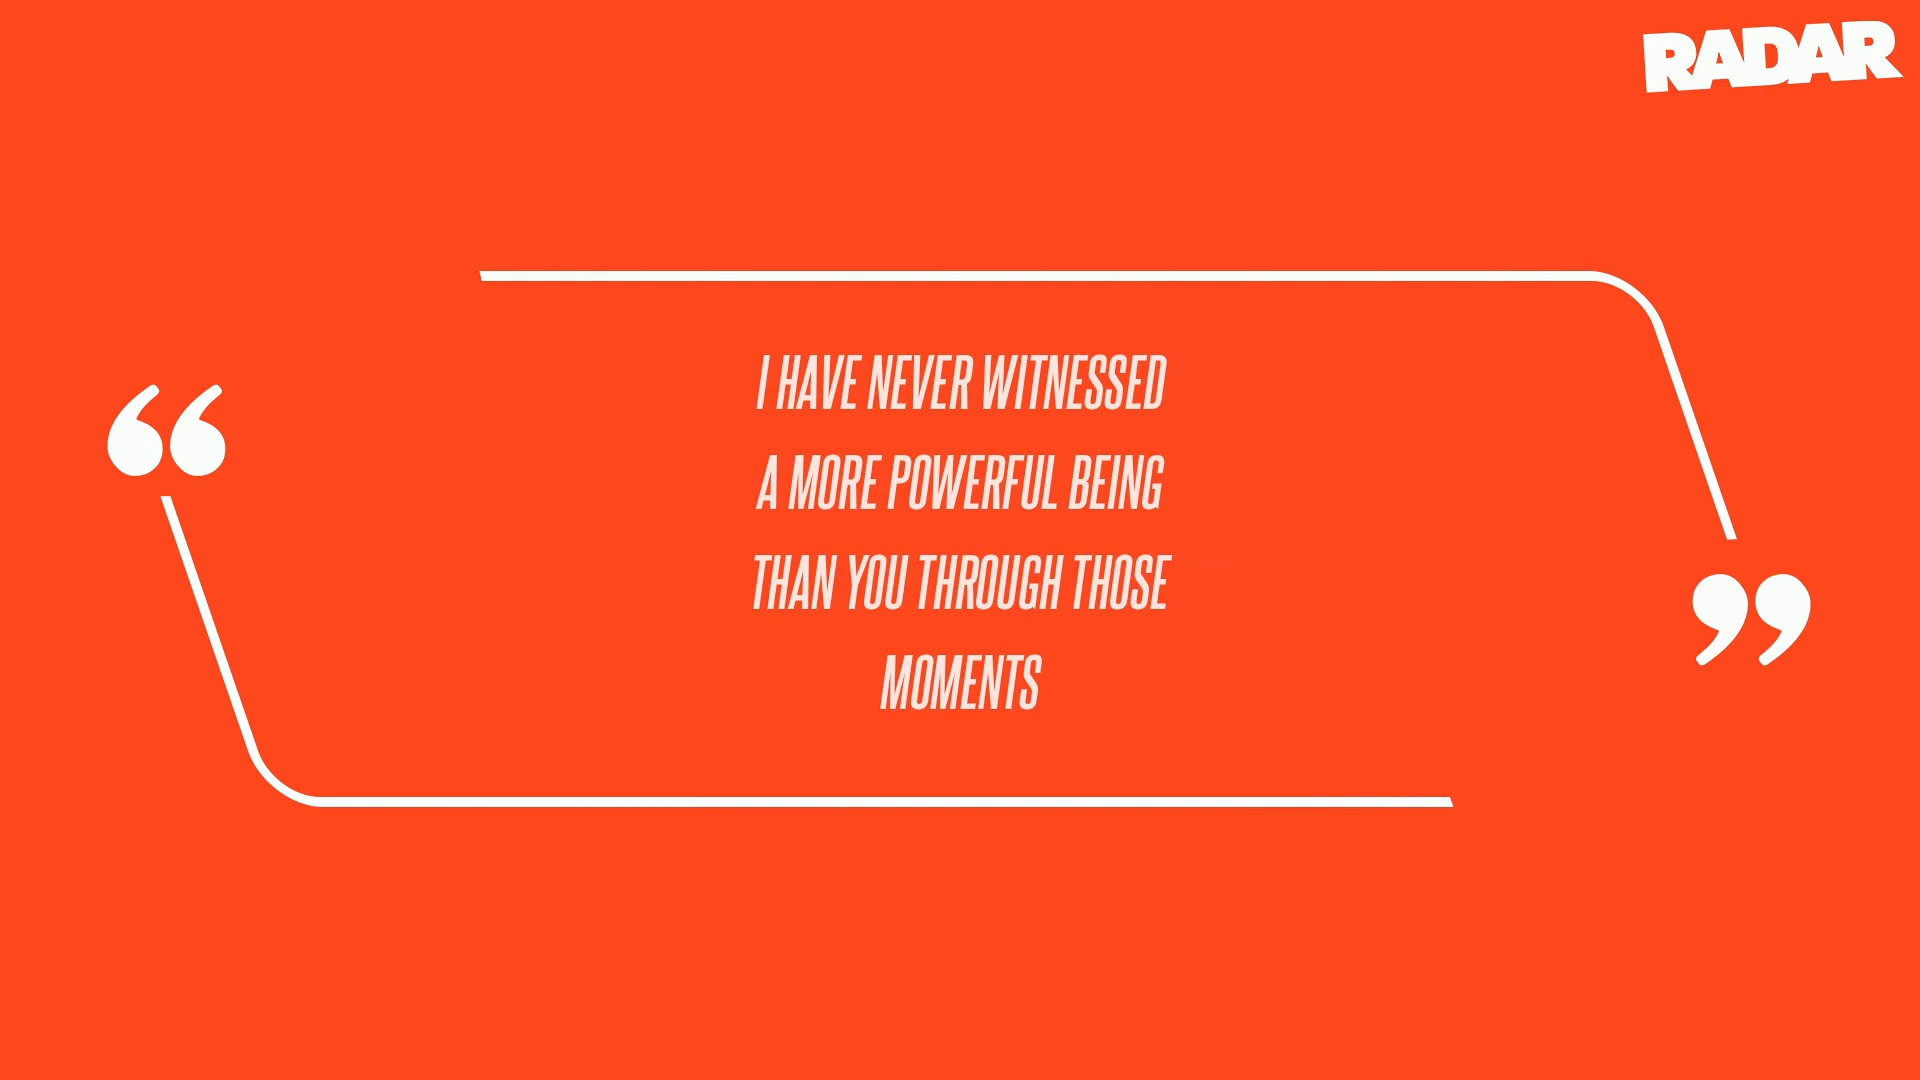 RADAR
“
I HAVE NEVER WITNESSED
A MORE POWERFUL BEING
THAN YOU THROUGH THOSE
MOMENTS
”